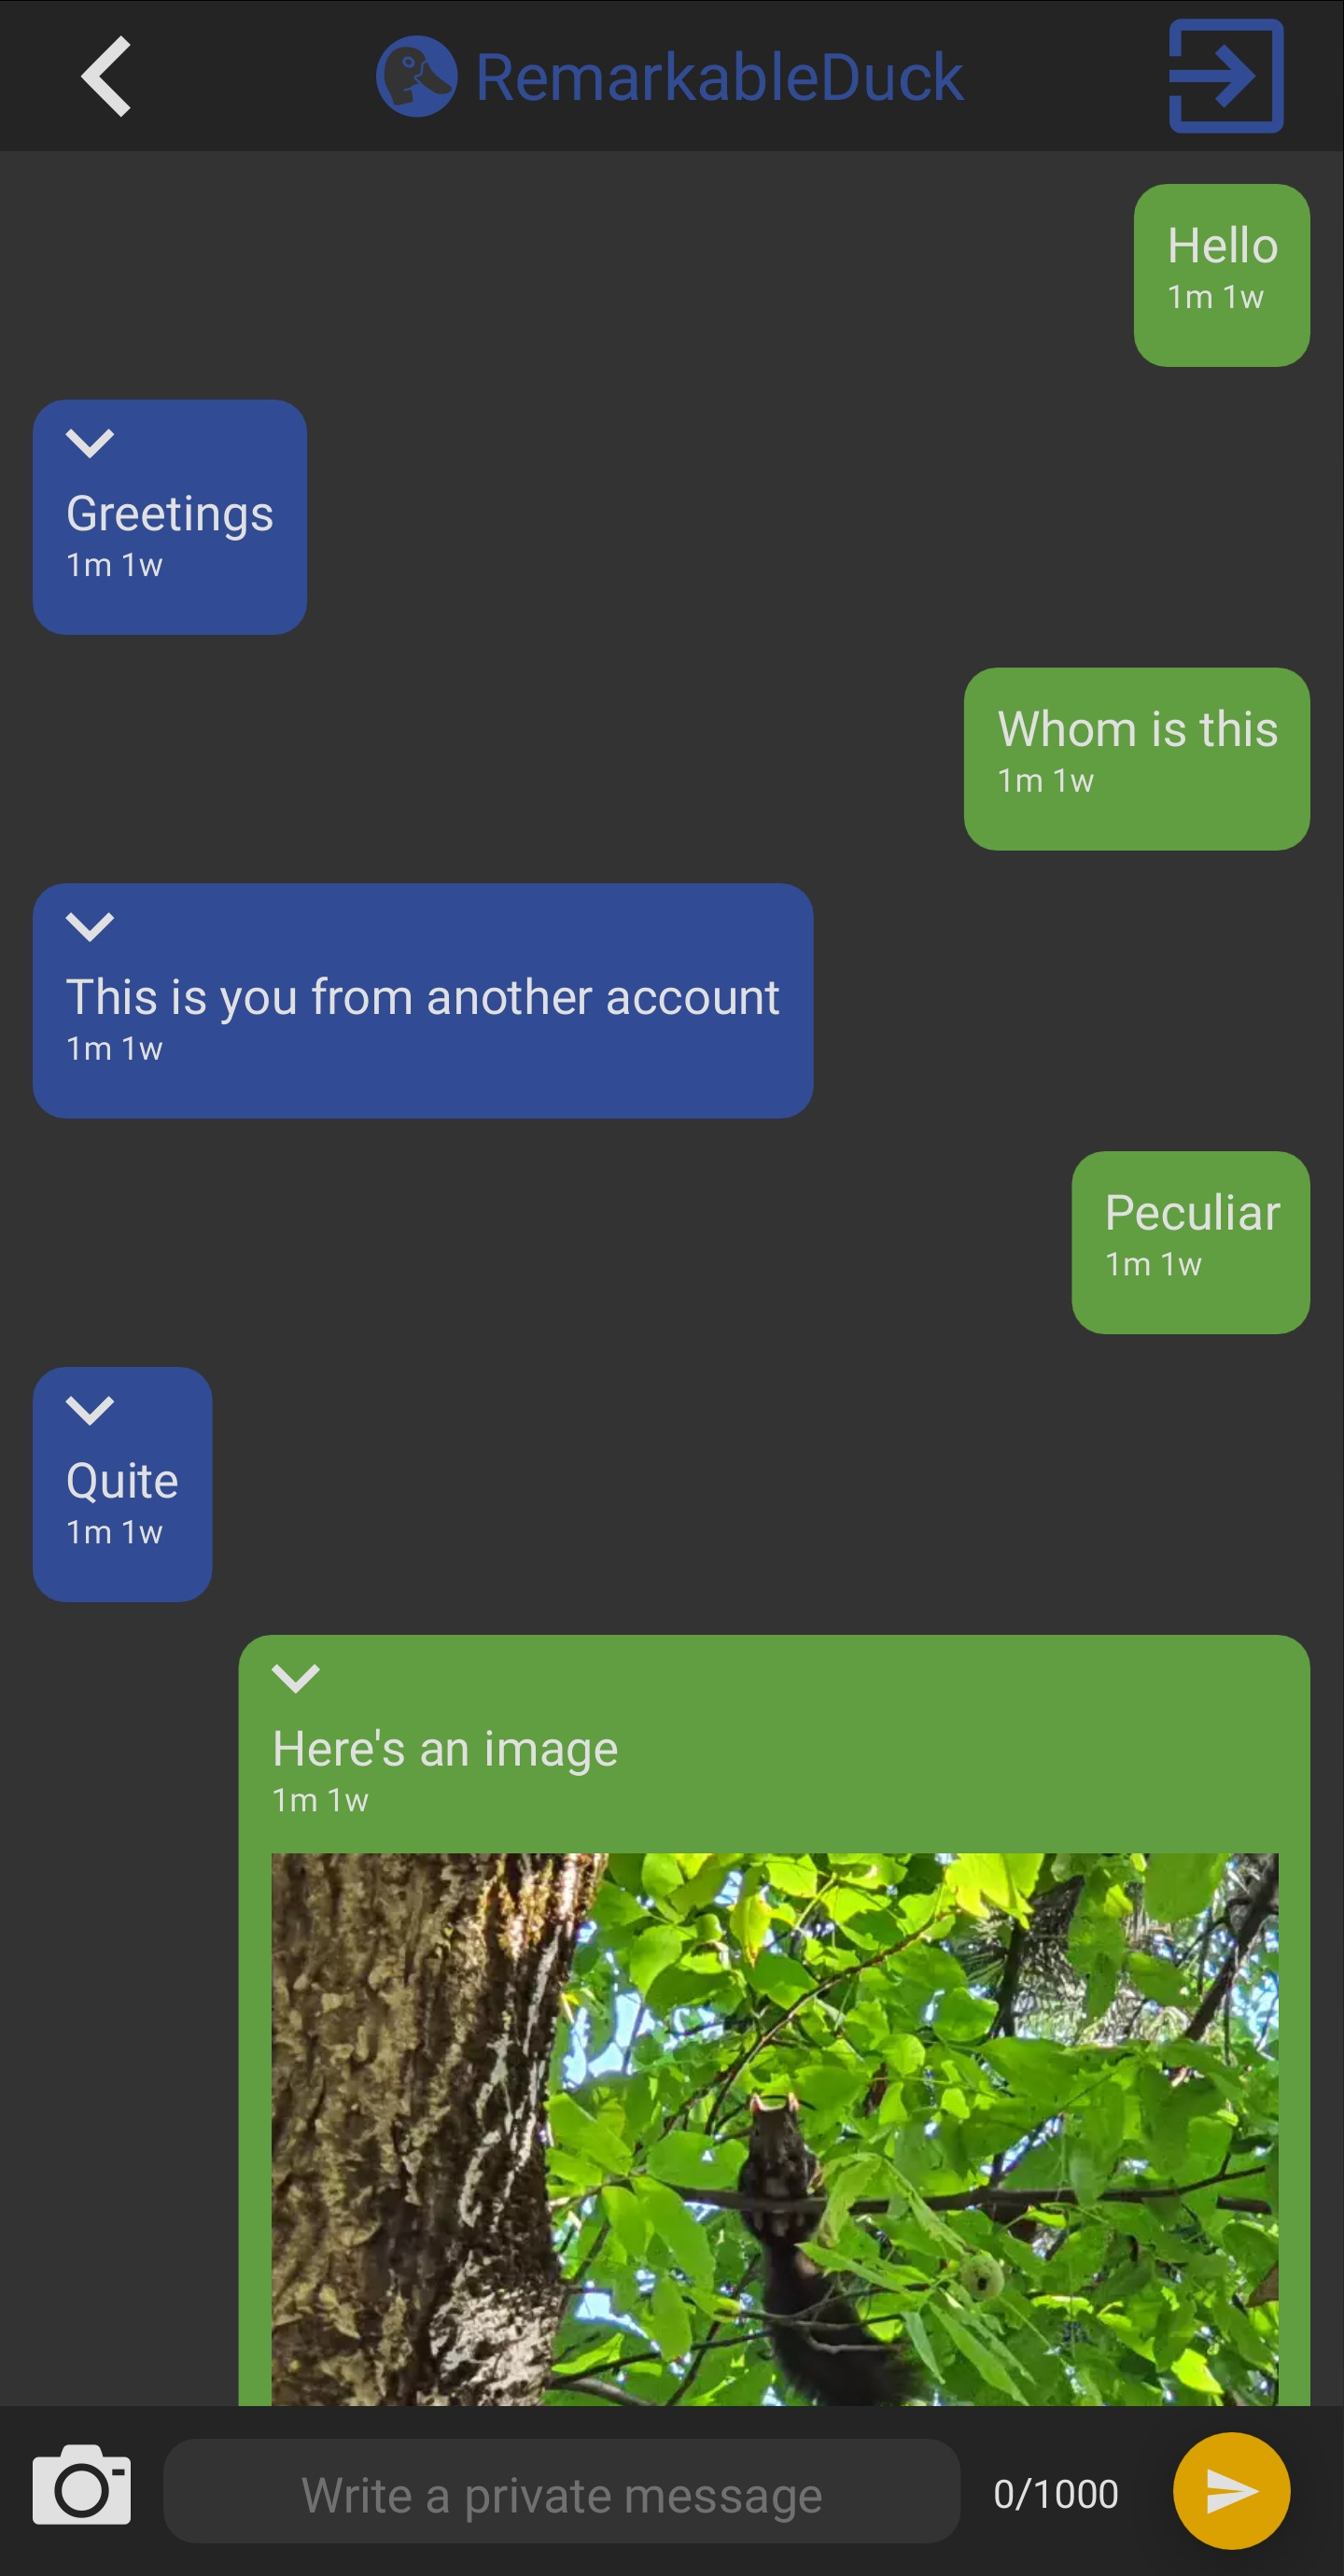 RemarkableDuck
Hello
1m 1w
Greetings
1m 1w
Whom is this
1m 1w
This is you from another account
1m 1w
Peculiar
1m 1w
Quite
1m 1w
Here's an image
1m 1w
Write a private message
0/1000